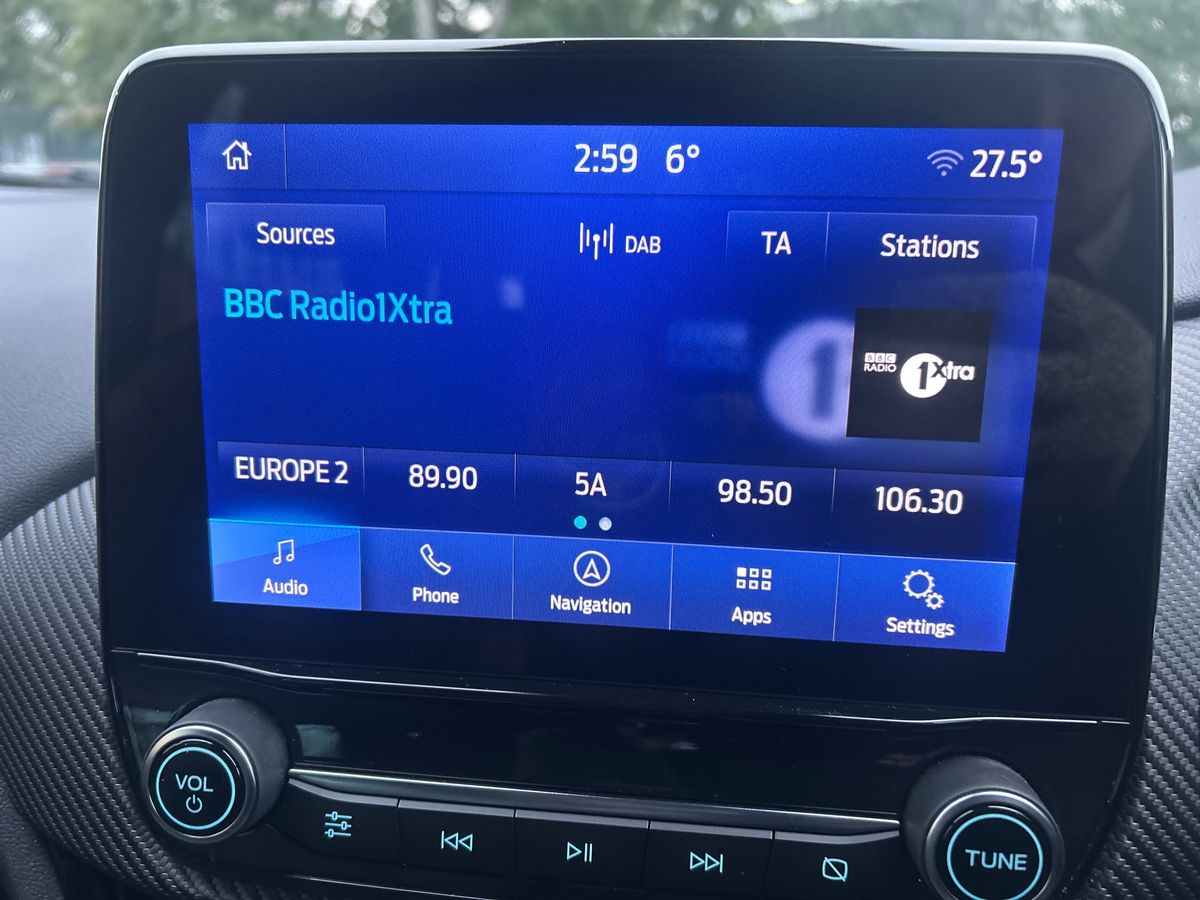 2:59 6° 27.5°
Sources DAB TA Stations
BBC Radio1Xtra
BBC
RADIO 1Xtra
EUROPE 2 89.90 5A 98.50 106.30
Audio Phone Navigation Apps Settings
VOL
TUNE